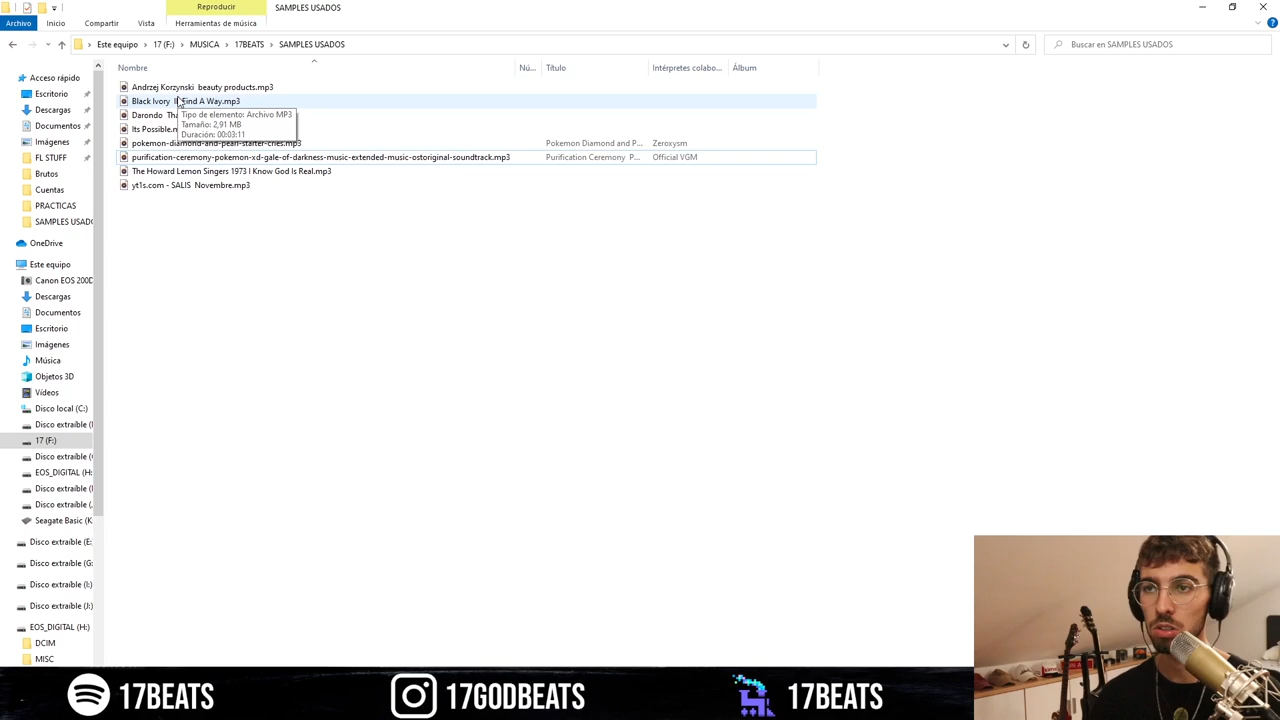 Reproducir
SAMPLES USADOS
Archivo
Inicio
Compartir
Vista
Herramientas de música
Este equipo
17 (F:)
MUSICA
17BEATS
SAMPLES USADOS
Buscar en SAMPLES USADOS
Nombre
Nú...
Título
Intérpretes colabo...
Álbum
Acceso rápido
Escritorio
Descargas
Documentos
Imágenes
FL STUFF
Brutos
Cuentas
PRACTICAS
SAMPLES USADO
OneDrive
Este equipo
Canon EOS 200D
Descargas
Documentos
Escritorio
Imágenes
Música
Objetos 3D
Vídeos
Disco local (C:)
Disco extraíble (
17 (F:)
Disco extraíble (
EOS_DIGITAL (H:
Disco extraíble (
Disco extraíble (
Seagate Basic (K
Disco extraíble (E:
Disco extraíble (G:
Disco extraíble (I:)
Disco extraíble (J:)
EOS_DIGITAL (H:)
DCIM
MISC
Andrzej Korzynski beauty products.mp3
Black Ivory Find A Way.mp3
Darondo
Its Possible.m
pokemon-diamond-and-pearl-starter-cries.mp3
Pokemon Diamond and P...
Zeroxysm
purification-ceremony-pokemon-xd-gale-of-darkness-music-extended-music-ostoriginal-soundtrack.mp3
Purification Ceremony P...
Official VGM
The Howard Lemon Singers 1973 I Know God Is Real.mp3
yt1s.com - SALIS Novembre.mp3
Tipo de elemento: Archivo MP3
Tamaño: 2,91 MB
Duración: 00:03:11
17BEATS
17GODBEATS
17BEATS